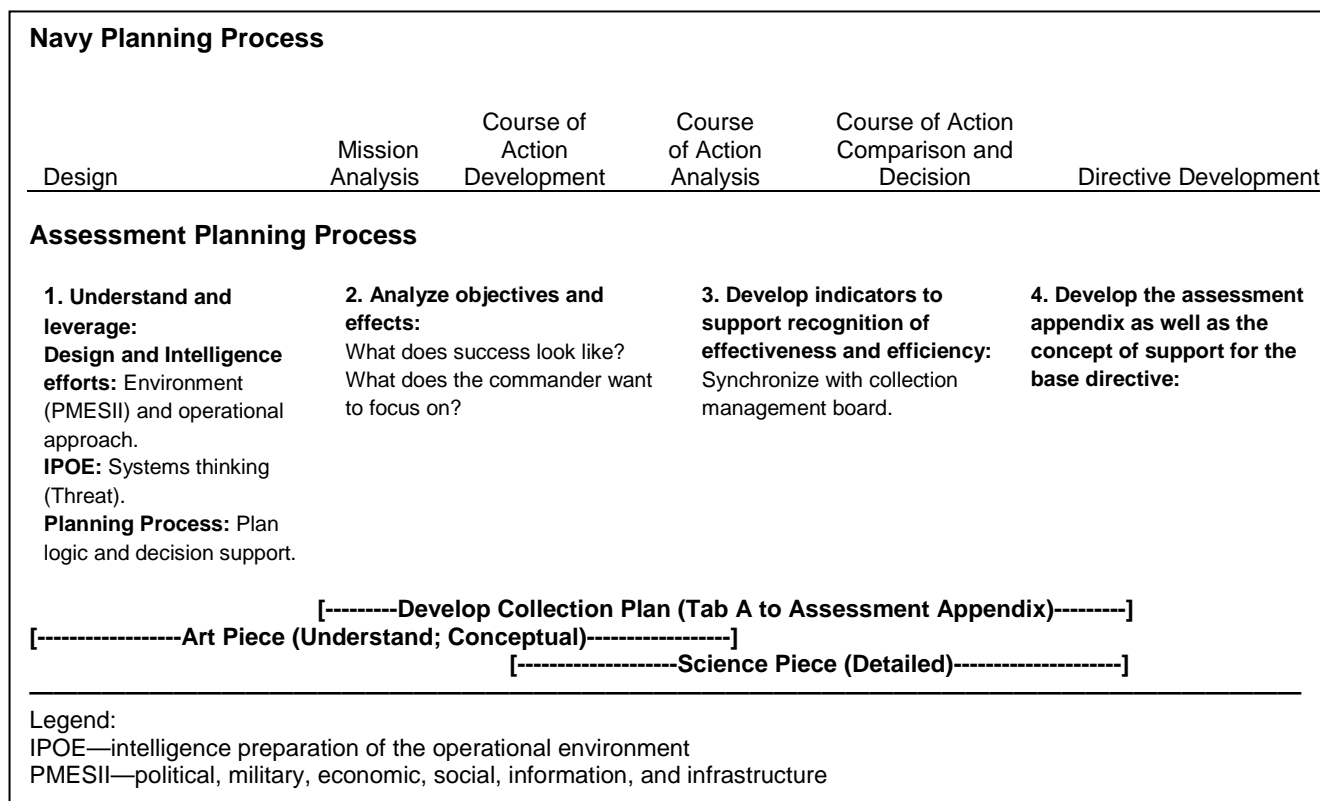 Navy Planning Process
Design
Mission
Analysis
Course of
Action
Development
Course
of Action
Analysis
Course of Action
Comparison and
Decision
Directive Development
Assessment Planning Process
1. Understand and
leverage:
Design and Intelligence
efforts: Environment
(PMESII) and operational
approach.
IPOE: Systems thinking
(Threat).
Planning Process: Plan
logic and decision support.
2. Analyze objectives and
effects:
What does success look like?
What does the commander want
to focus on?
3. Develop indicators to
support recognition of
effectiveness and efficiency:
Synchronize with collection
management board.
4. Develop the assessment
appendix as well as the
concept of support for the
base directive:
[---------Develop Collection Plan (Tab A to Assessment Appendix)---------]
[------------------Art Piece (Understand; Conceptual)------------------]
[--------------------Science Piece (Detailed)---------------------]
Legend:
IPOE—intelligence preparation of the operational environment
PMESII—political, military, economic, social, information, and infrastructure